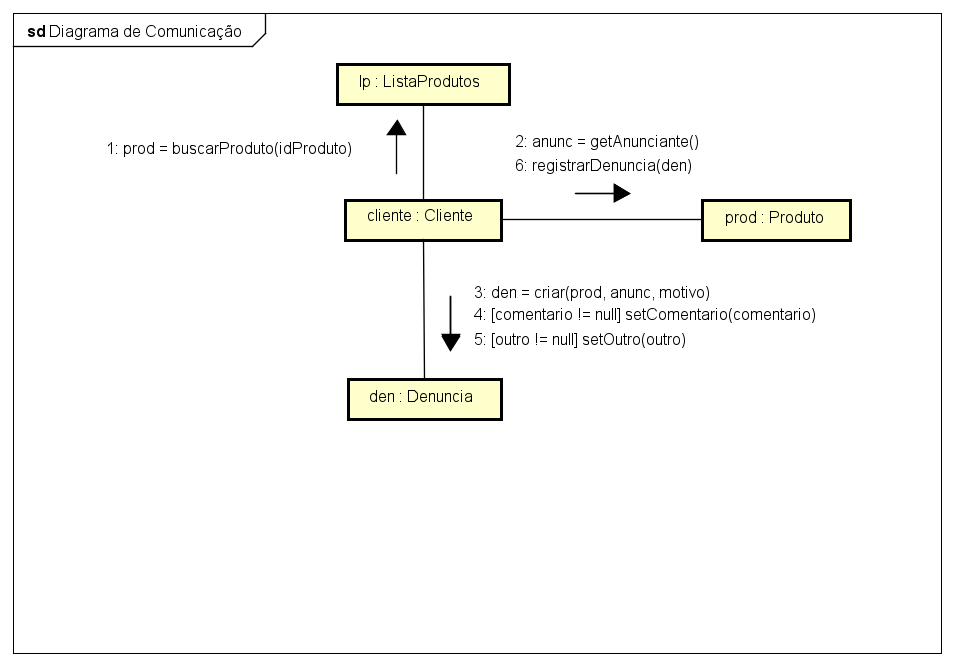 sd Diagrama de Comunicação
lp : ListaProdutos
1: prod = buscarProduto(idProduto)
2: anunc = getAnunciante()
6: registrarDenuncia(den)
cliente : Cliente
prod : Produto
3: den = criar(prod, anunc, motivo)
4: [comentario != null] setComentario(comentario)
5: [outro != null] setOutro(outro)
den : Denuncia